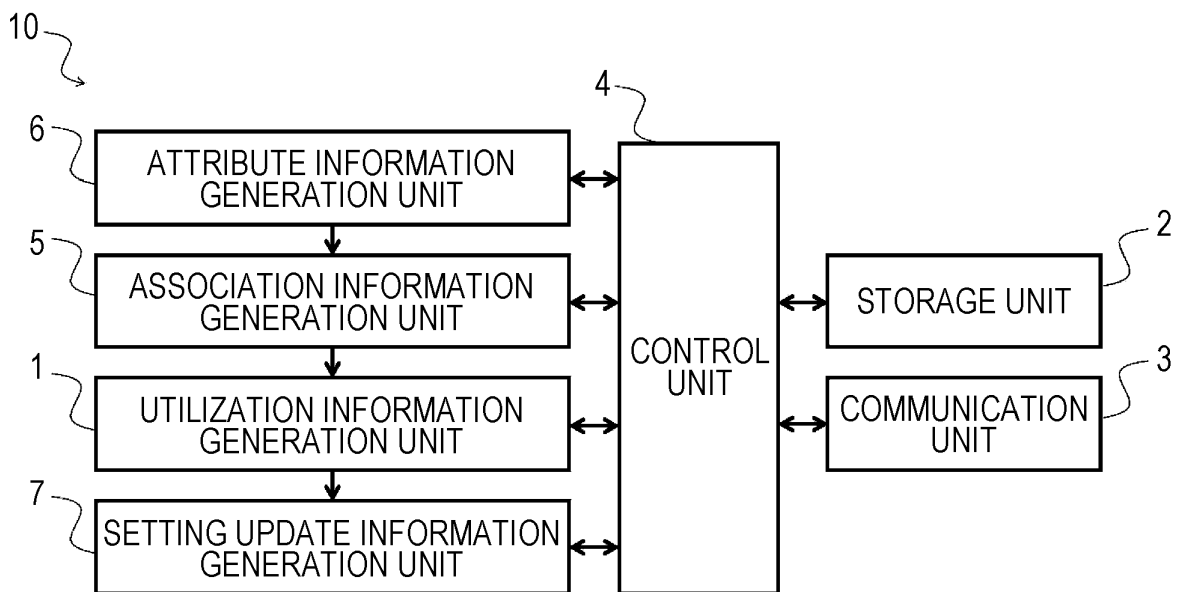 10
6
ATTRIBUTE INFORMATION
GENERATION UNIT
5
ASSOCIATION INFORMATION
GENERATION UNIT
1
UTILIZATION INFORMATION
GENERATION UNIT
7
SETTING UPDATE INFORMATION
GENERATION UNIT
4
CONTROL
UNIT
2
STORAGE UNIT
3
COMMUNICATION
UNIT